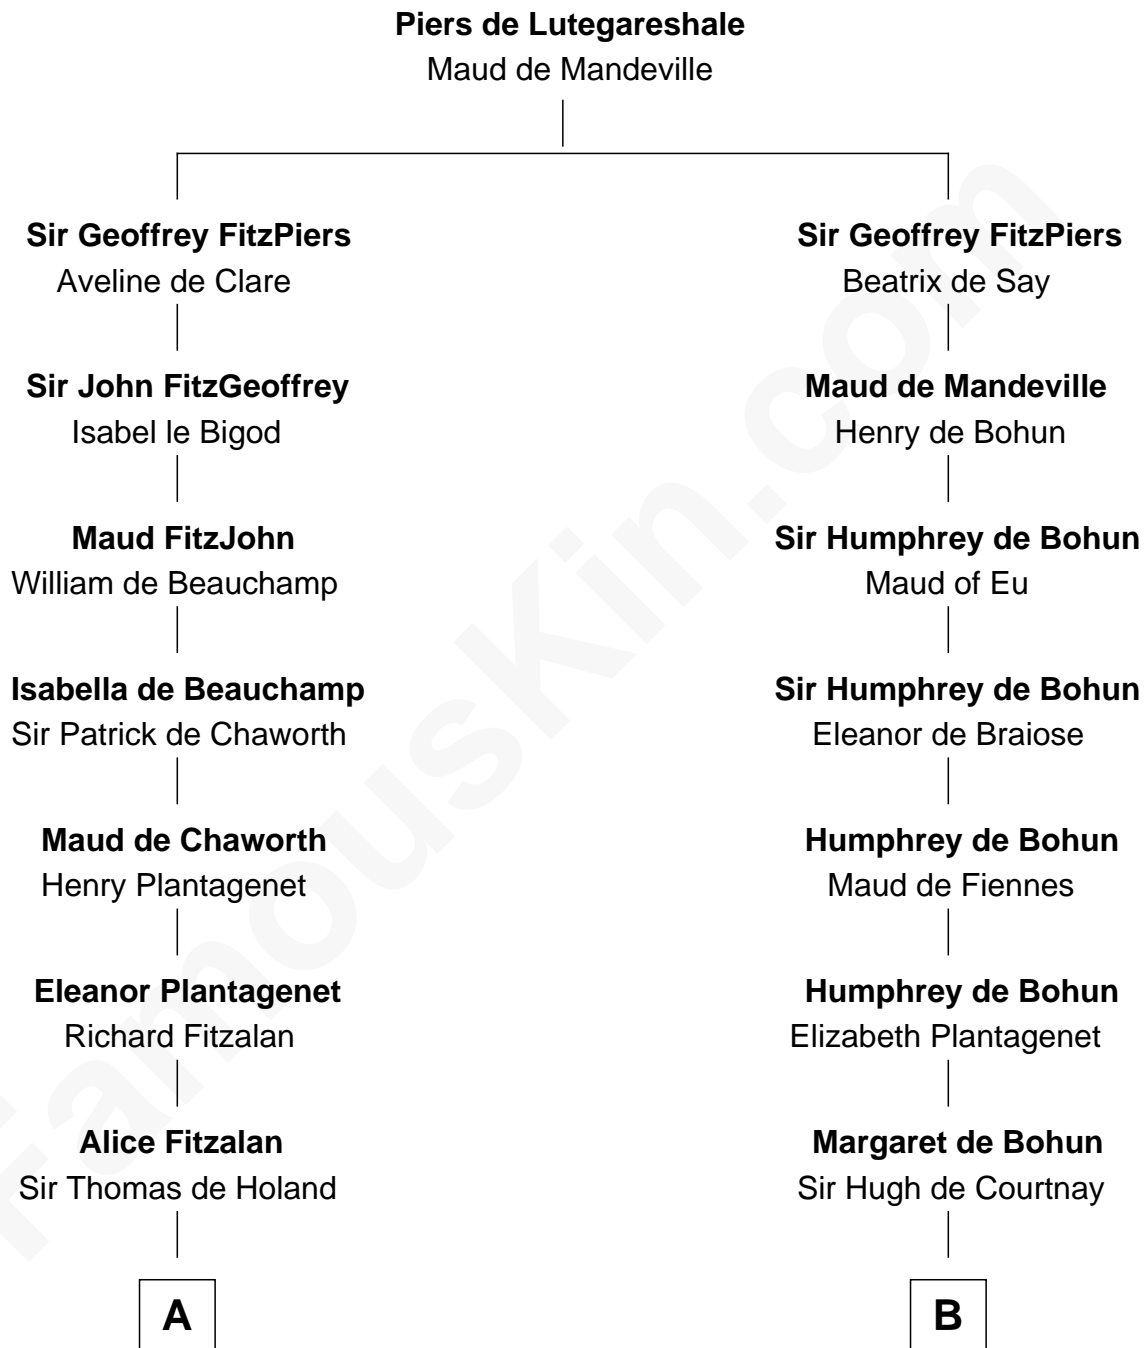 Piers de Lutegareshale
Maud de Mandeville
Sir Geoffrey FitzPiers
Aveline de Clare
Sir Geoffrey FitzPiers
Beatrix de Say
Sir John FitzGeoffrey
Isabel le Bigod
Maud de Mandeville
Henry de Bohun
Maud FitzJohn
William de Beauchamp
Sir Humphrey de Bohun
Maud of Eu
Isabella de Beauchamp
Sir Patrick de Chaworth
Sir Humphrey de Bohun
Eleanor de Braiose
Maud de Chaworth
Henry Plantagenet
Humphrey de Bohun
Maud de Fiennes
Eleanor Plantagenet
Richard Fitzalan
Humphrey de Bohun
Elizabeth Plantagenet
Alice Fitzalan
Sir Thomas de Holand
Margaret de Bohun
Sir Hugh de Courtnay
A
B
FamousKin.com